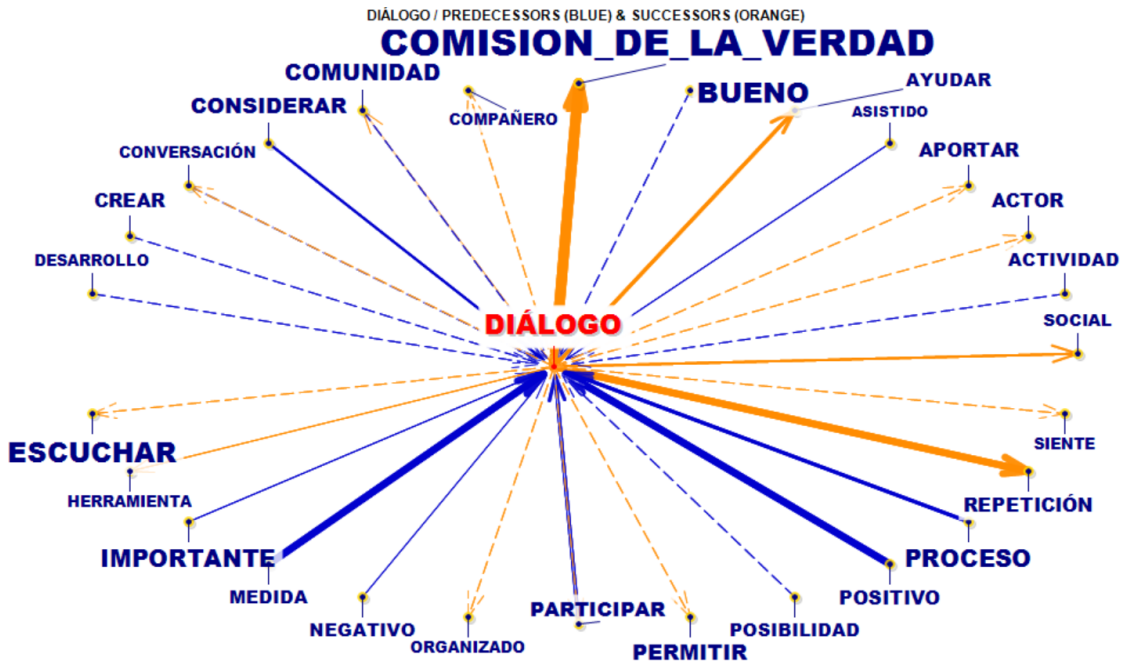 DIÁLOGO / PREDECESSORS (BLUE) & SUCCESSORS (ORANGE)
COMISION_DE_LA_VERDAD
COMUNIDAD
BUENO
AYUDAR
CONSIDERAR
COMPAÑERO
ASISTIDO
CONVERSACIÓN
APORTAR
CREAR
ACTOR
DESARROLLO
ACTIVIDAD
DIÁLOGO
SOCIAL
ESCUCHAR
SIENTE
HERRAMIENTA
REPETICIÓN
IMPORTANTE
PROCESO
MEDIDA
POSITIVO
NEGATIVO
PARTICIPAR
POSIBILIDAD
ORGANIZADO
PERMITIR